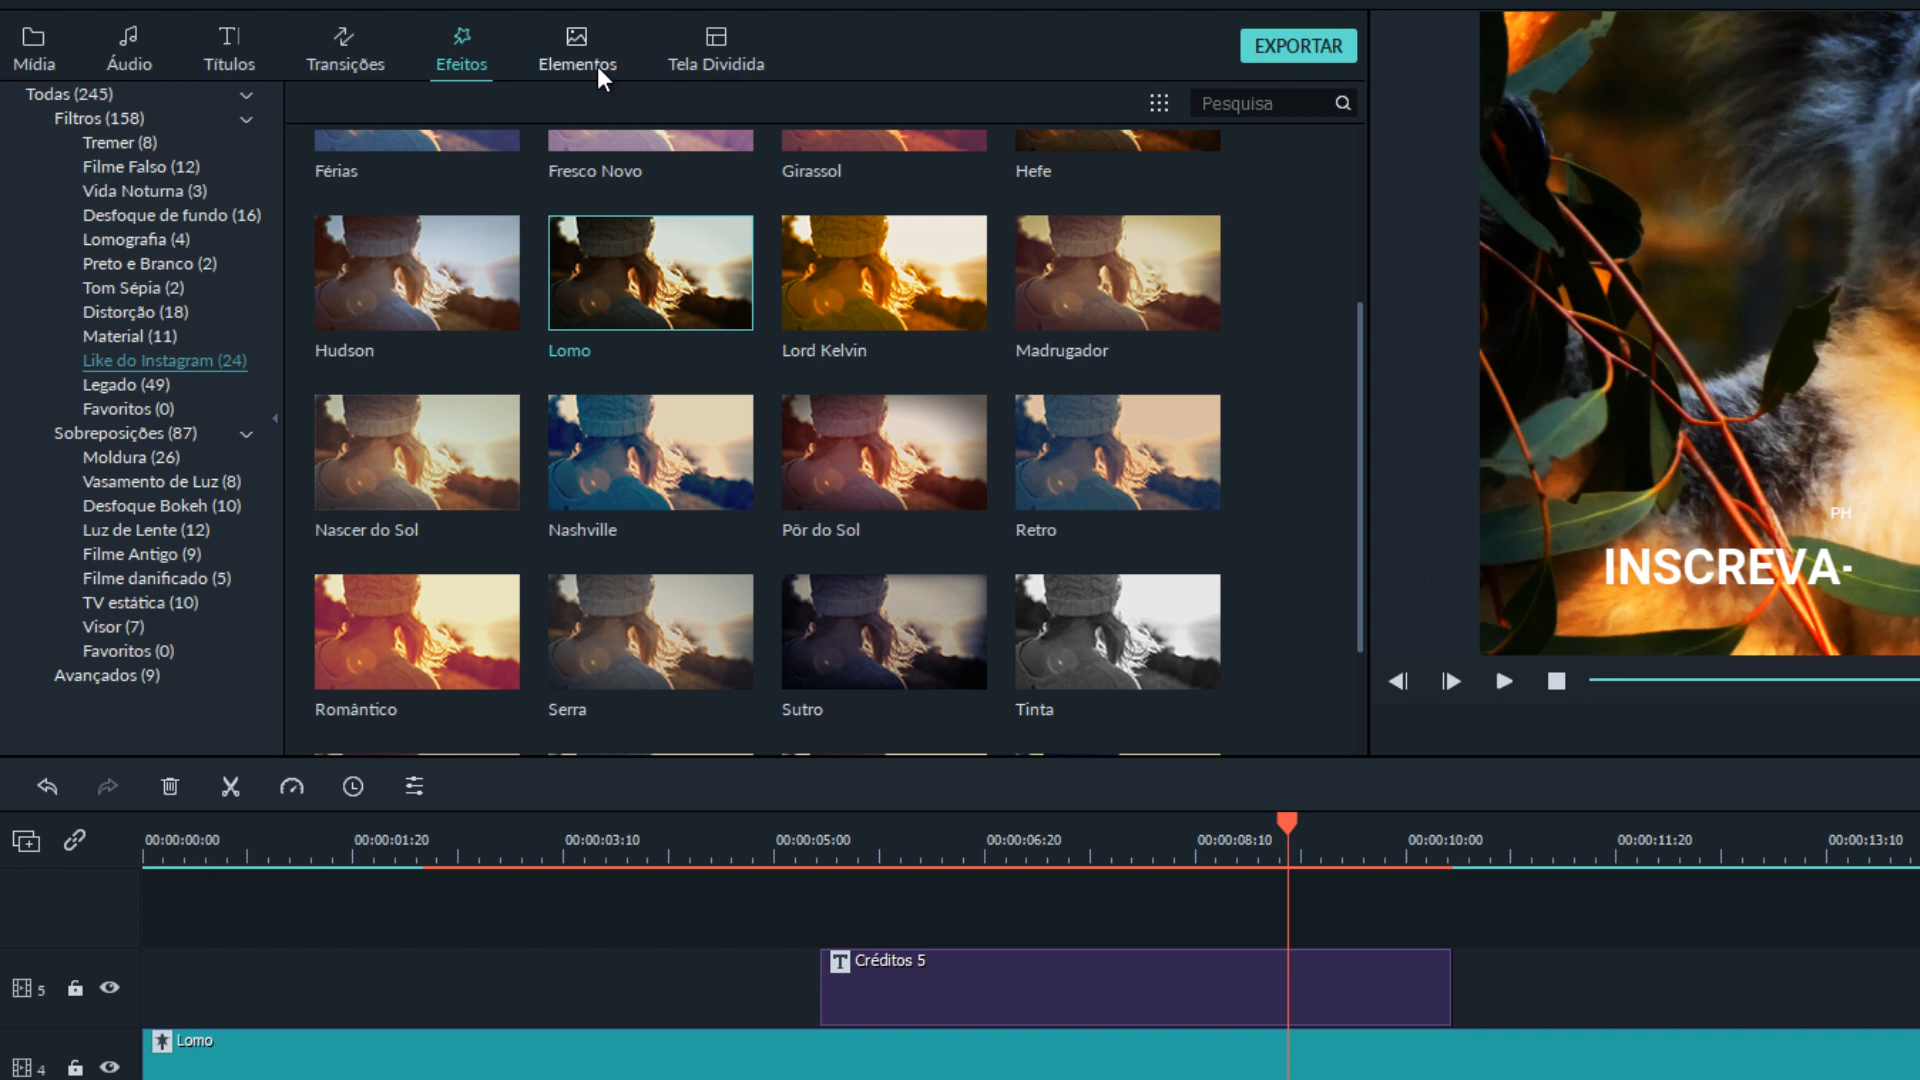 Mídia
Áudio
Títulos
Transições
Efeitos
Elementos
Tela Dividida
EXPORTAR
Todas (245)
Filtros (158)
Tremer (8)
Filme Falso (12)
Vida Noturna (3)
Desfoque de fundo (16)
Lomografia (4)
Preto e Branco (2)
Tom Sépia (2)
Distorção (18)
Material (11)
Like do Instagram (24)
Legado (49)
Favoritos (0)
Sobreposições (87)
Moldura (26)
Vasamento de Luz (8)
Desfoque Bokeh (10)
Luz de Lente (12)
Filme Antigo (9)
Filme danificado (5)
TV estática (10)
Visor (7)
Favoritos (0)
Avançados (9)
Pesquisa
Férias
Fresco Novo
Girassol
Hefe
Hudson
Lomo
Lord Kelvin
Madrugador
Nascer do Sol
Nashville
Pôr do Sol
Retro
Romântico
Serra
Sutro
Tinta
PH
INSCREVA-
00:00:00:00
00:00:01:20
00:00:03:10
00:00:05:00
00:00:06:20
00:00:08:10
00:00:10:00
00:00:11:20
00:00:13:10
5
T Créditos 5
4
Lomo